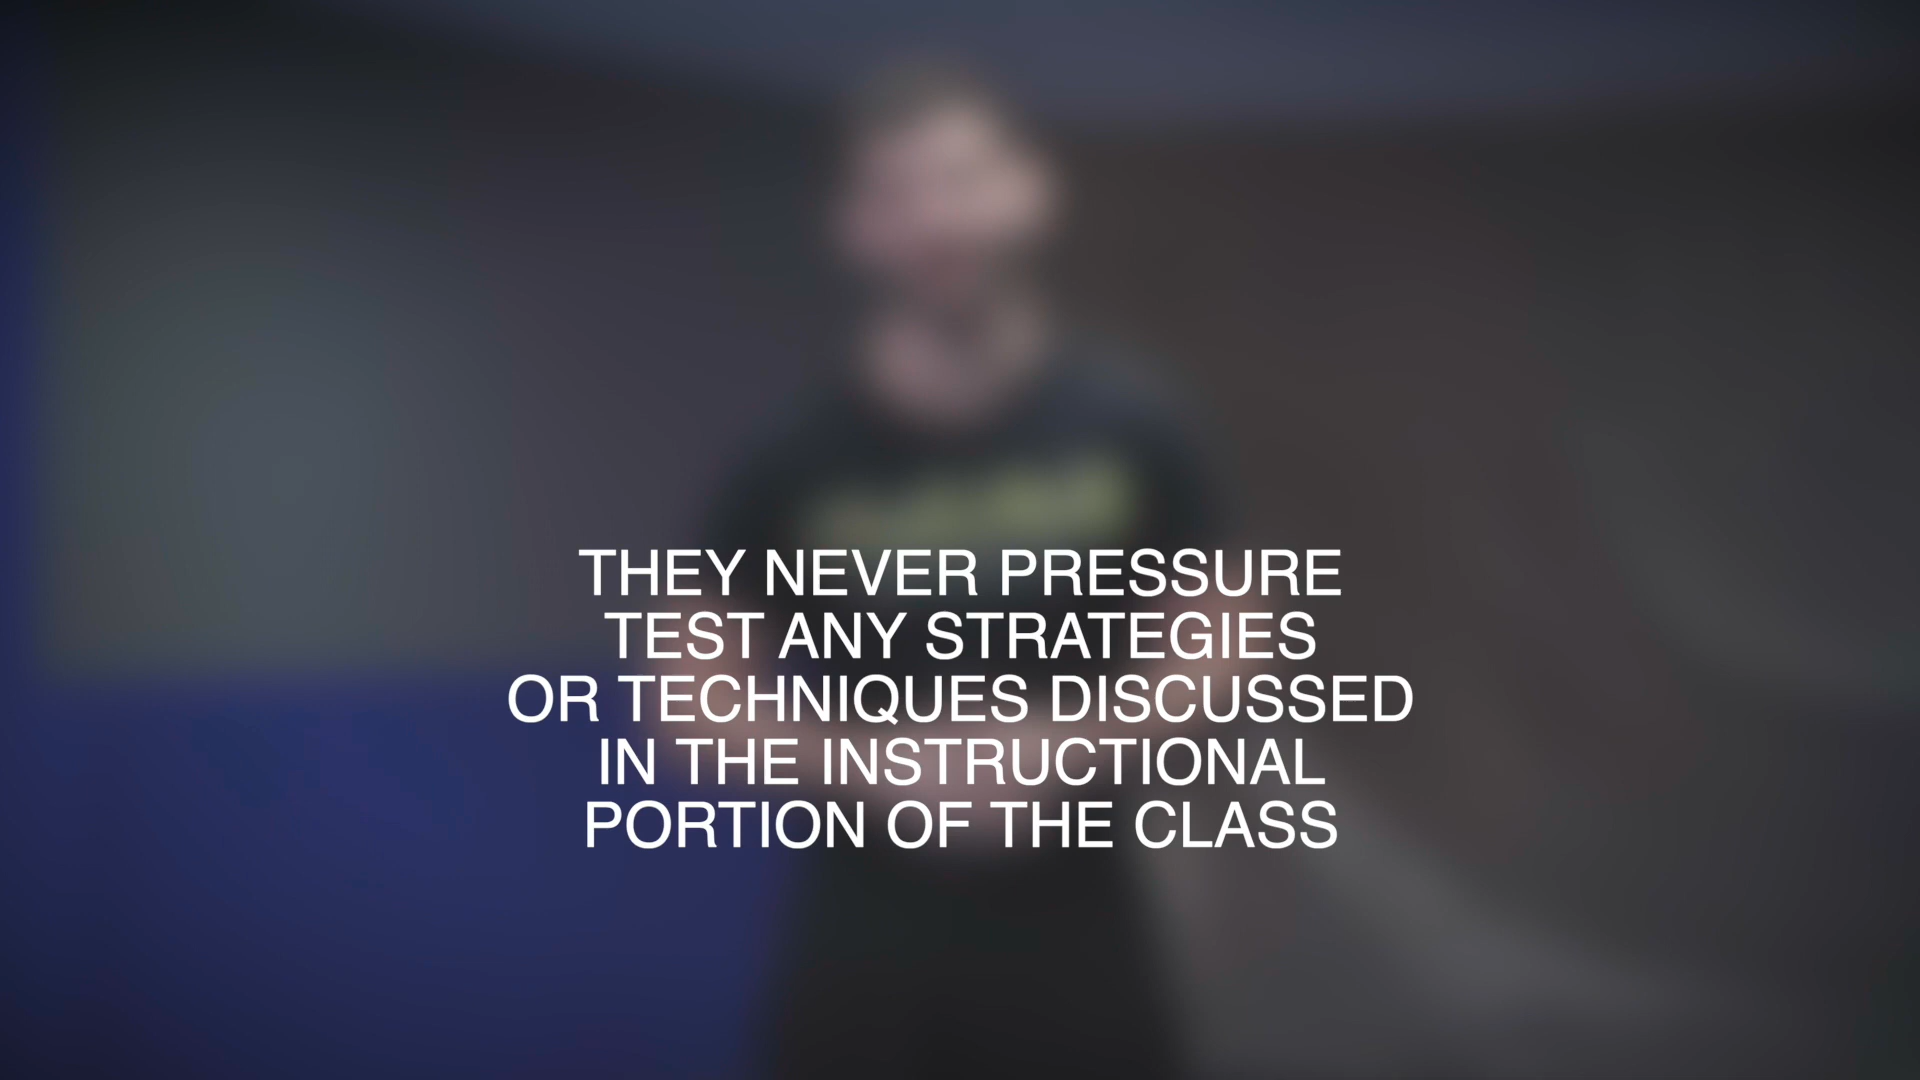 THEY NEVER PRESSURE
TEST ANY STRATEGIES
OR TECHNIQUES DISCUSSED
IN THE INSTRUCTIONAL
PORTION OF THE CLASS